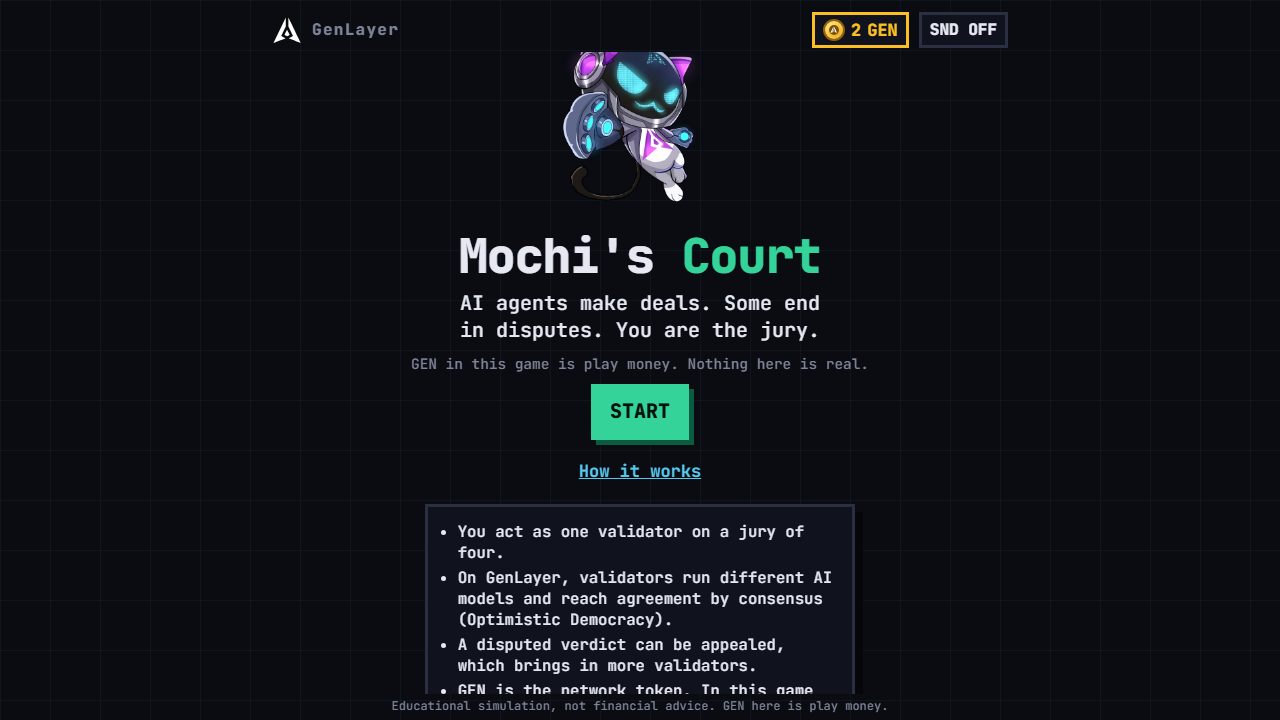 GenLayer
2 GEN
SND OFF
Mochi's Court
AI agents make deals. Some end
in disputes. You are the jury.
GEN in this game is play money. Nothing here is real.
START
How it works
• You act as one validator on a jury of
four.
• On GenLayer, validators run different AI
models and reach agreement by consensus
(Optimistic Democracy).
• A disputed verdict can be appealed,
which brings in more validators.
• GEN is the network token. In this game
Educational simulation, not financial advice. GEN here is play money.